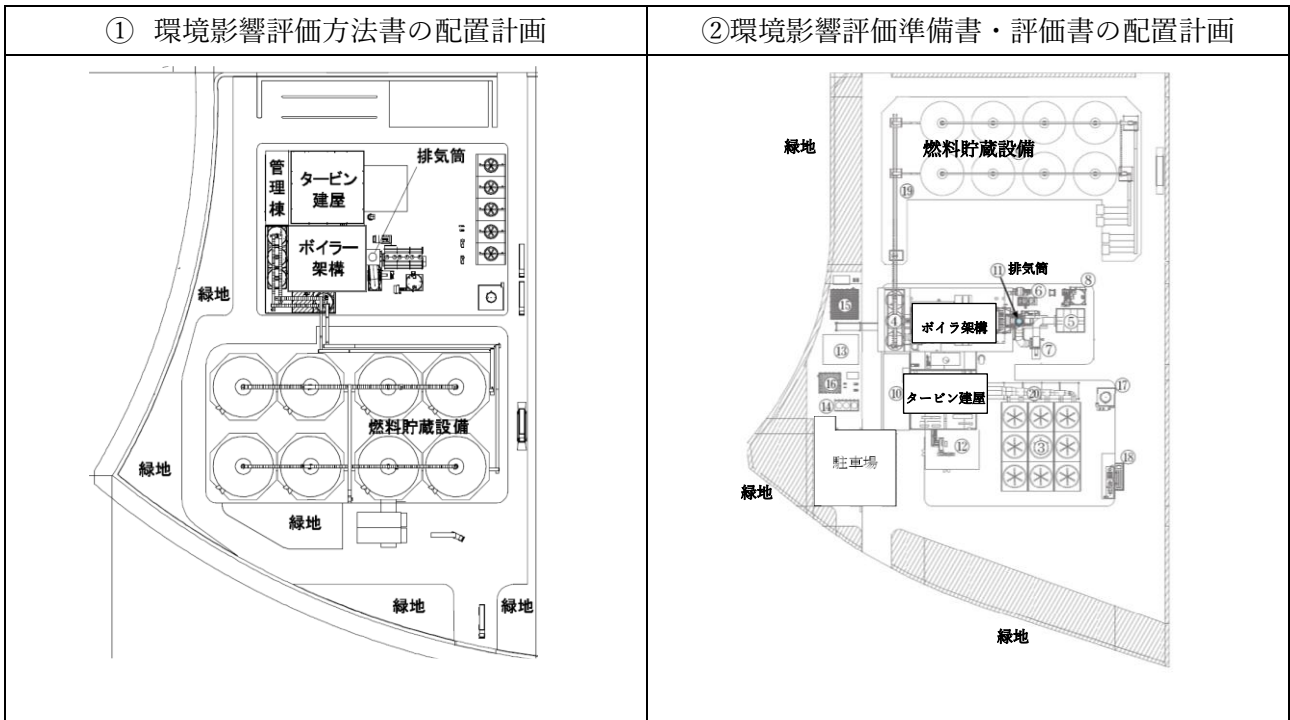 ① 環境影響評価方法書の配置計画
②環境影響評価準備書・評価書の配置計画
排気筒
管理棟
タービン
建屋
ボイラー
架構
緑地
燃料貯蔵設備
緑地
緑地
緑地
緑地
緑地
燃料貯蔵設備
⑲
⑪排気筒
⑥
⑧
⑮
④
ボイラ架構
⑤
⑬
⑦
⑯
⑩
タービン建屋
⑳
⑰
⑭
⑫
③
駐車場
⑱
緑地
緑地